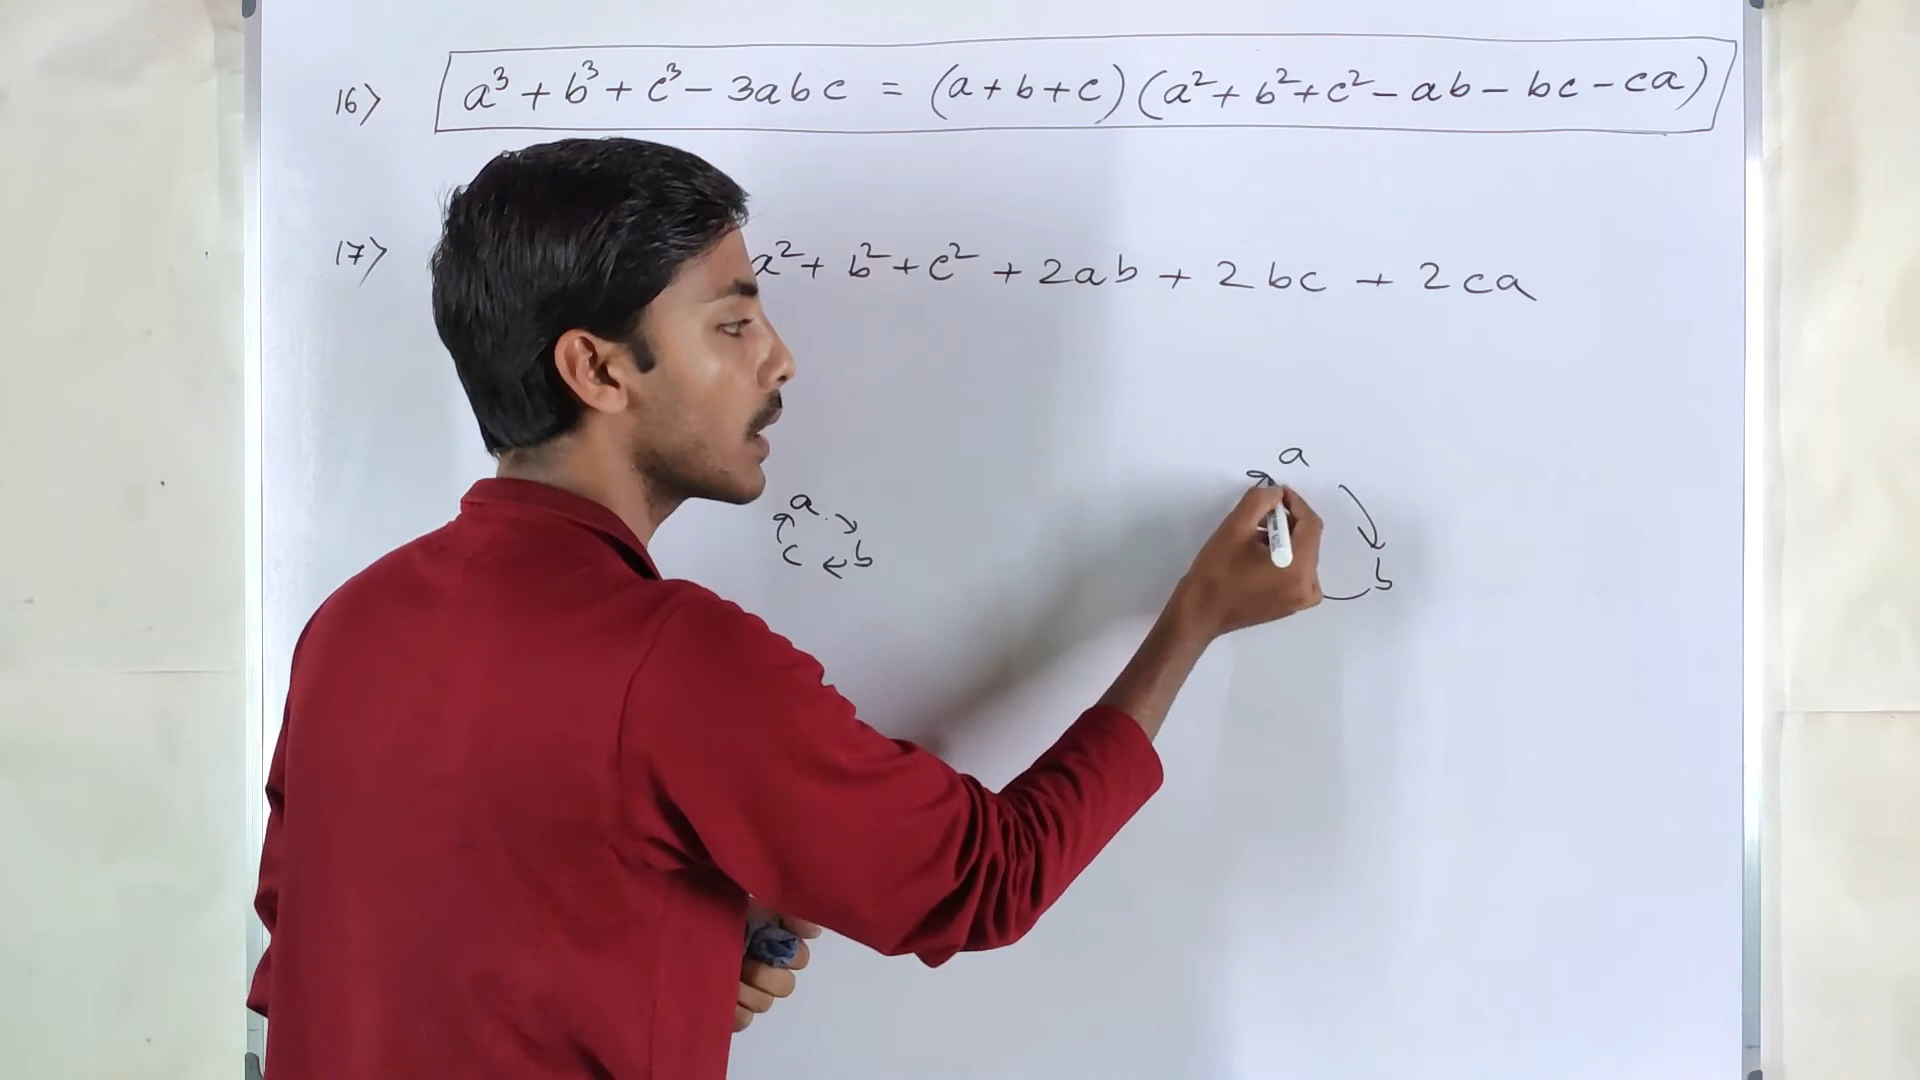 16) a³ + b³ + c³ - 3abc = (a+b+c) (a² + b² + c² - ab - bc - ca)
17) a² + b² + c² + 2ab + 2bc + 2ca
a
a
b
c b